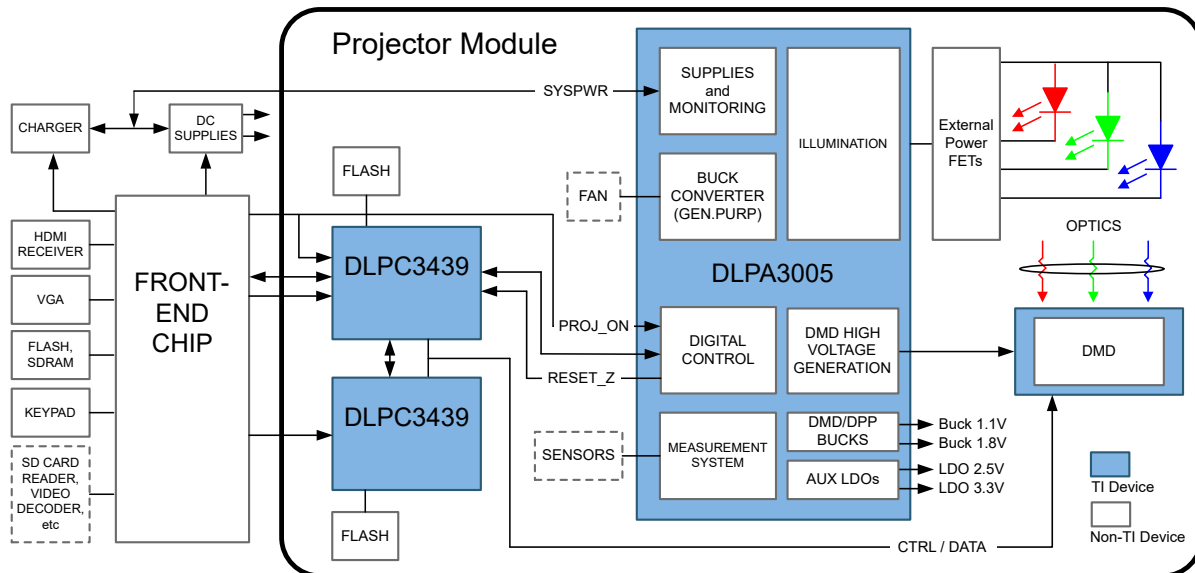 Projector Module
SYSPWR
CHARGER
DC
SUPPLIES
SUPPLIES
and
MONITORING
ILLUMINATION
External
Power
FETs
FLASH
FAN
BUCK
CONVERTER
(GEN.PURP)
HDMI
RECEIVER
VGA
FLASH,
SDRAM
KEYPAD
SD CARD
READER,
VIDEO
DECODER,
etc
FRONT-
END
CHIP
DLPC3439
DLPC3439
FLASH
DLPA3005
OPTICS
PROJ_ON
RESET_Z
DIGITAL
CONTROL
DMD HIGH
VOLTAGE
GENERATION
DMD
SENSORS
MEASUREMENT
SYSTEM
DMD/DPP
BUCKS
AUX LDOs
Buck 1.1V
Buck 1.8V
LDO 2.5V
LDO 3.3V
CTRL / DATA
TI Device
Non-TI Device